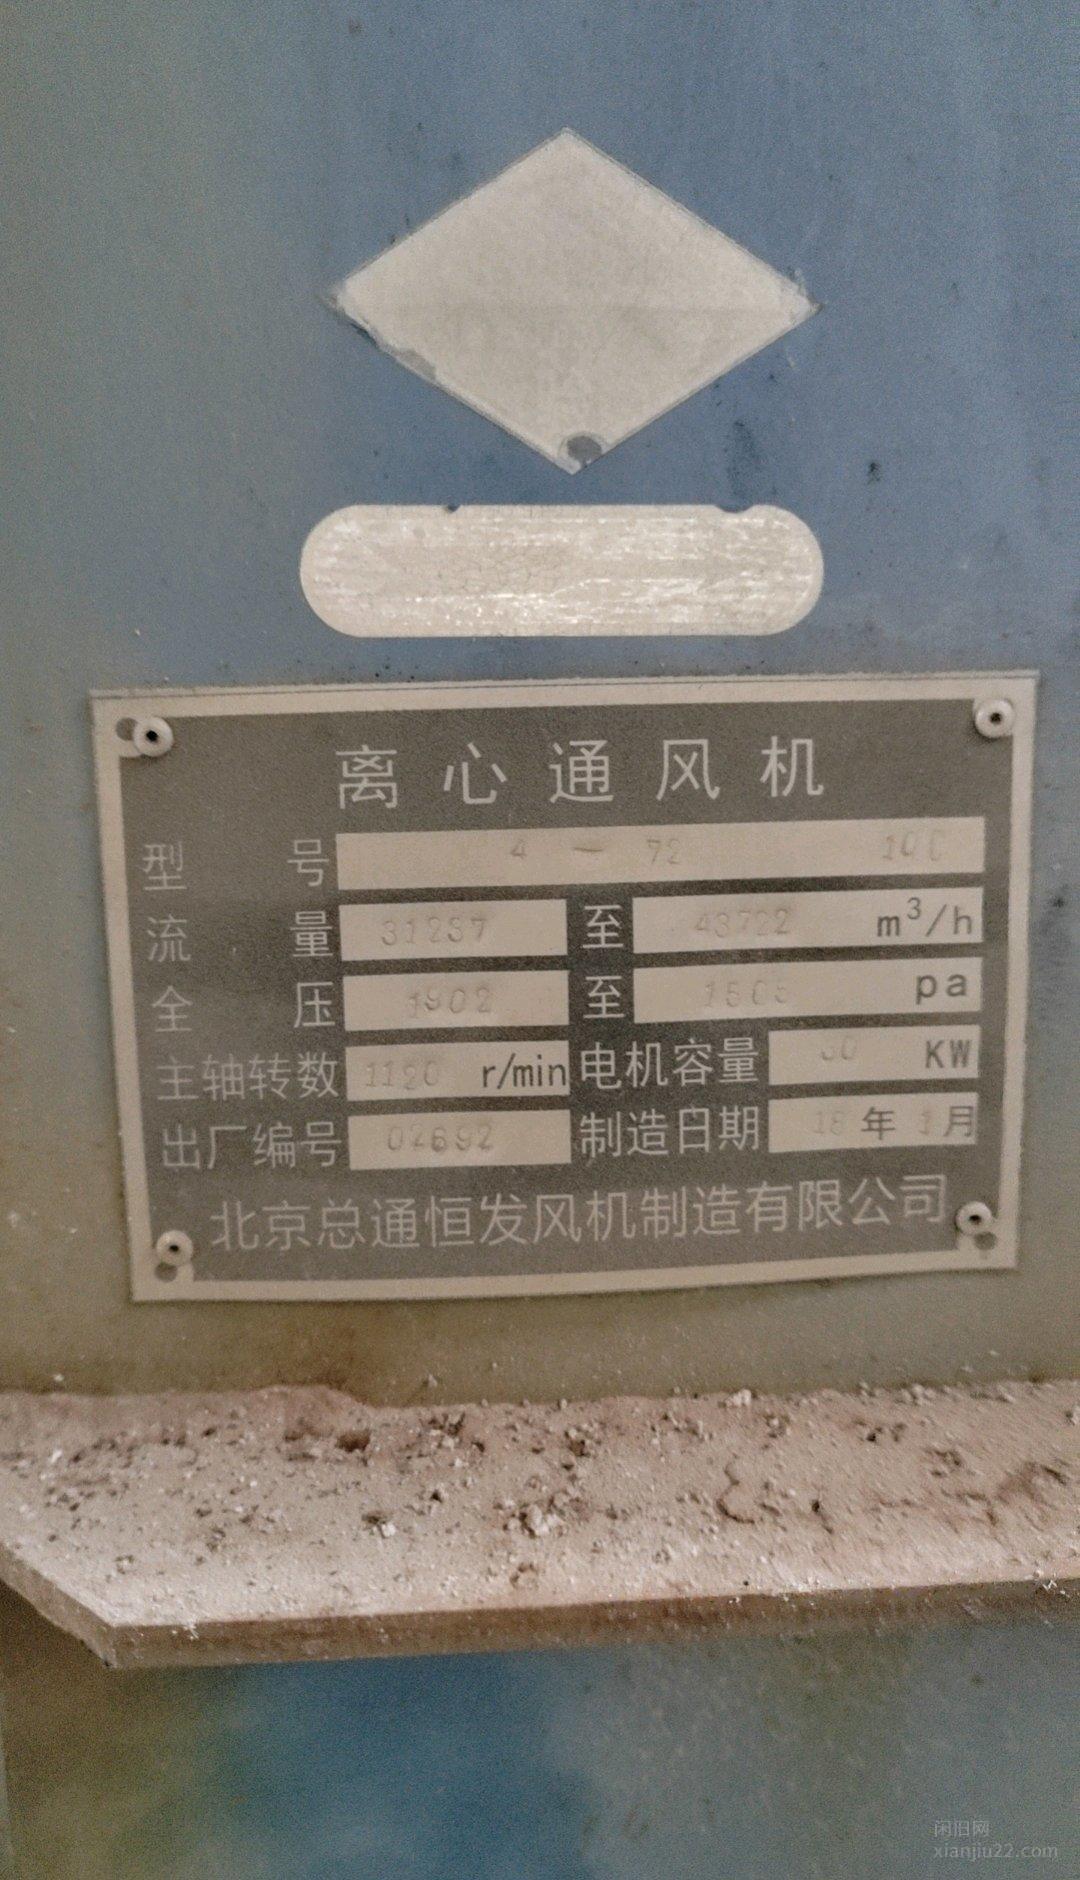 离心通风机
型号 4—72 10C
流量 31237 至 43722 m³/h
全压 1902 至 pa
主轴转数 1120 r/min 电机容量 30 KW
出厂编号 02692 制造日期 18年 月
北京总通恒发风机制造有限公司
闲旧网
xianjiu22.com